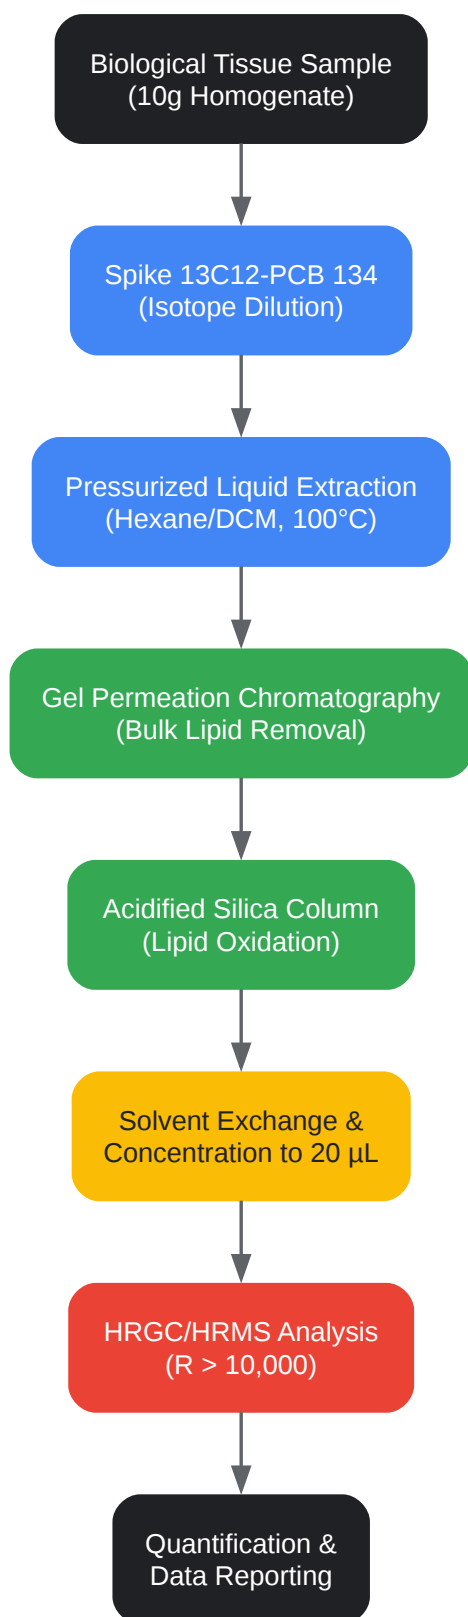 Biological Tissue Sample
(10g Homogenate)
Spike 13C12-PCB 134
(Isotope Dilution)
Pressurized Liquid Extraction
(Hexane/DCM, 100°C)
Gel Permeation Chromatography
(Bulk Lipid Removal)
Acidified Silica Column
(Lipid Oxidation)
Solvent Exchange &
Concentration to 20 µL
HRGC/HRMS Analysis
(R > 10,000)
Quantification &
Data Reporting